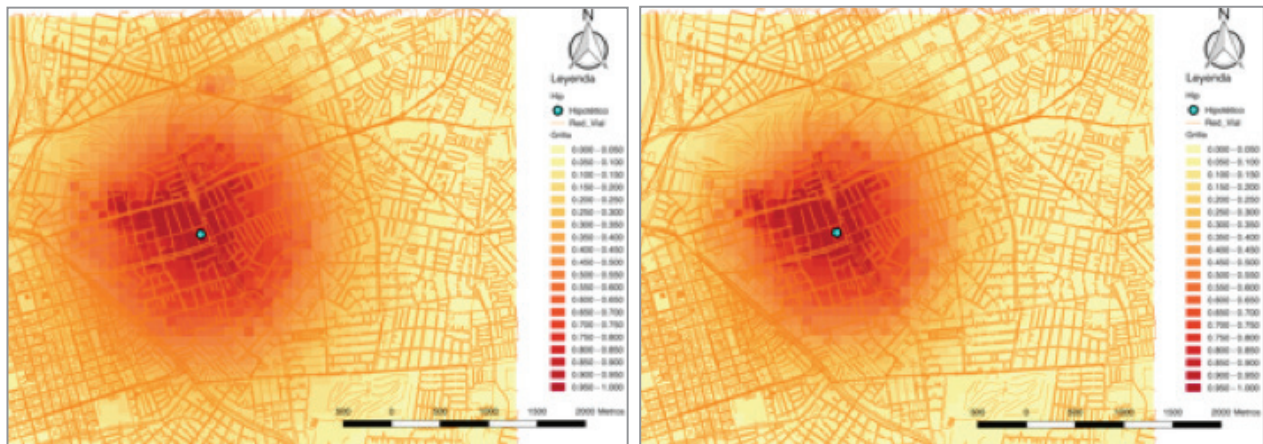 N
Leyenda
Hip
Hipotético
Red_Vial
Grilla
0.000 - 0.050
0.050 - 0.100
0.100 - 0.150
0.150 - 0.200
0.200 - 0.250
0.250 - 0.300
0.300 - 0.350
0.350 - 0.400
0.400 - 0.450
0.450 - 0.500
0.500 - 0.550
0.550 - 0.600
0.600 - 0.650
0.650 - 0.700
0.700 - 0.750
0.750 - 0.800
0.800 - 0.850
0.850 - 0.900
0.900 - 0.950
0.950 - 1.000
500 0 500 1000 1500 2000 Metros
N
Leyenda
Hip
Hipotético
Red_Vial
Grilla
0.000 - 0.050
0.050 - 0.100
0.100 - 0.150
0.150 - 0.200
0.200 - 0.250
0.250 - 0.300
0.300 - 0.350
0.350 - 0.400
0.400 - 0.450
0.450 - 0.500
0.500 - 0.550
0.550 - 0.600
0.600 - 0.650
0.650 - 0.700
0.700 - 0.750
0.750 - 0.800
0.800 - 0.850
0.850 - 0.900
0.900 - 0.950
0.950 - 1.000
500 0 500 1000 1500 2000 Metros